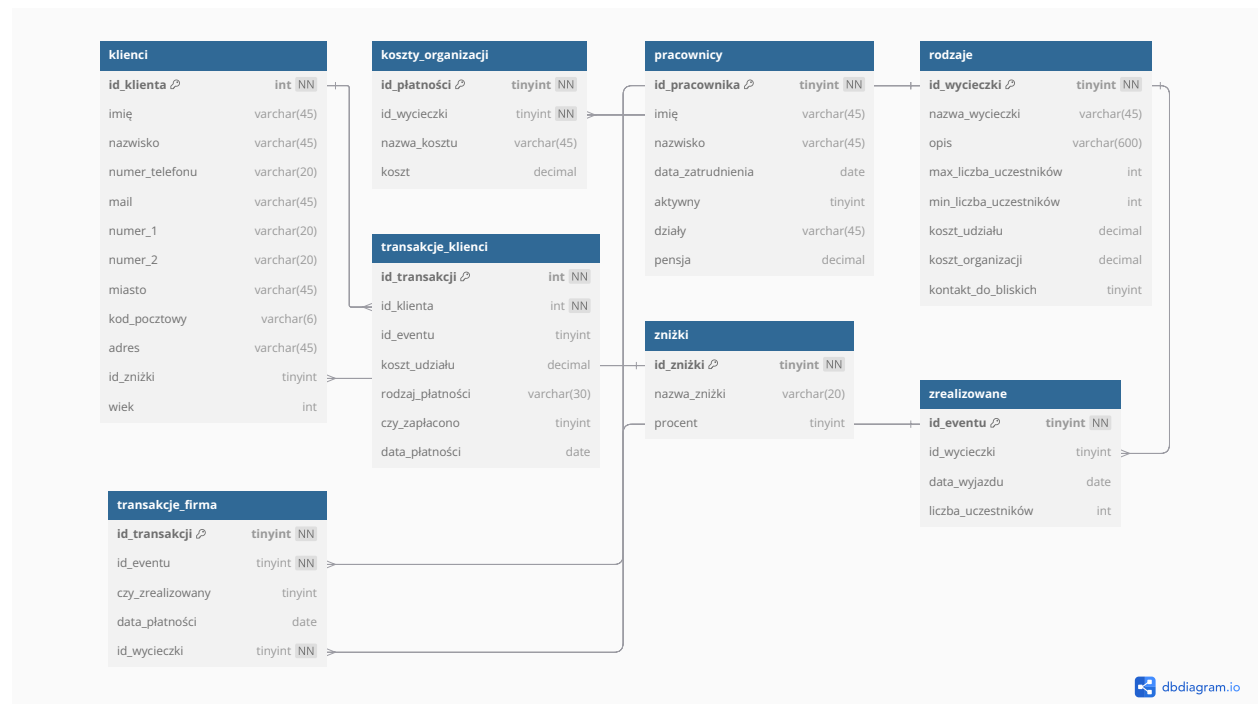 klienci
id_klienta int NN
imię varchar(45)
nazwisko varchar(45)
numer_telefonu varchar(20)
mail varchar(45)
numer_1 varchar(20)
numer_2 varchar(20)
miasto varchar(45)
kod_pocztowy varchar(6)
adres varchar(45)
id_zniżki tinyint
wiek int
koszty_organizacji
id_płatności tinyint NN
id_wycieczki tinyint NN
nazwa_kosztu varchar(45)
koszt decimal
transakcje_klienci
id_transakcji int NN
id_klienta int NN
id_eventu tinyint
koszt_udziału decimal
rodzaj_płatności varchar(30)
czy_zapłacono tinyint
data_płatności date
pracownicy
id_pracownika tinyint NN
imię varchar(45)
nazwisko varchar(45)
data_zatrudnienia date
aktywny tinyint
działy varchar(45)
pensja decimal
zniżki
id_zniżki tinyint NN
nazwa_zniżki varchar(20)
procent tinyint
rodzaje
id_wycieczki tinyint NN
nazwa_wycieczki varchar(45)
opis varchar(600)
max_liczba_uczestników int
min_liczba_uczestników int
koszt_udziału decimal
koszt_organizacji decimal
kontakt_do_bliskich tinyint
zrealizowane
id_eventu tinyint NN
id_wycieczki tinyint
data_wyjazdu date
liczba_uczestników int
transakcje_firma
id_transakcji tinyint NN
id_eventu tinyint NN
czy_zrealizowany tinyint
data_płatności date
id_wycieczki tinyint NN
dbdiagram.io